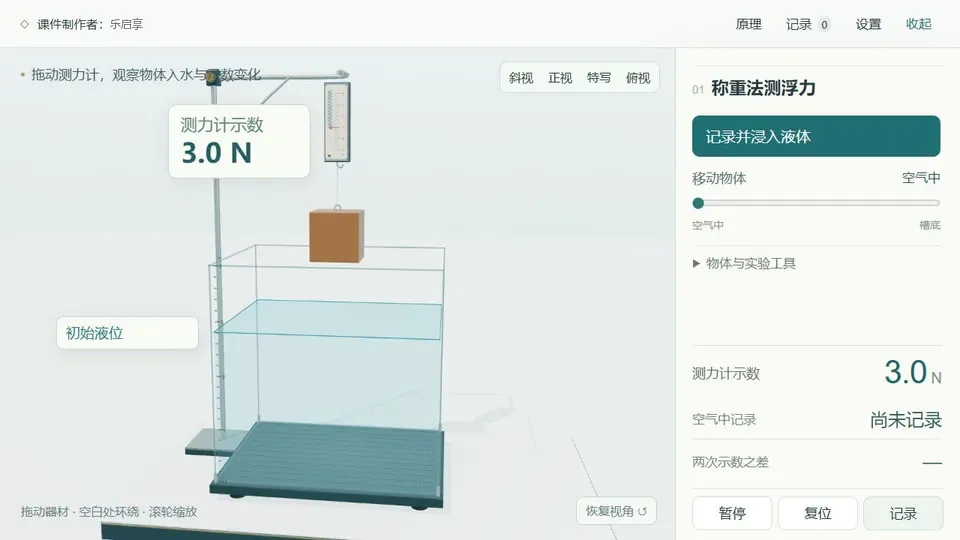 ◇ 课件制作者：乐启享
原理 记录 0 设置 收起
• 拖动测力计，观察物体入水与示数变化
斜视 正视 特写 俯视
测力计示数
3.0 N
初始液位
拖动器材 · 空白处环绕 · 滚轮缩放
恢复视角 ↺
01 称重法测浮力
记录并浸入液体
移动物体 空气中
空气中 槽底
▶ 物体与实验工具
测力计示数 3.0 N
空气中记录 尚未记录
两次示数之差 —
暂停 复位 记录